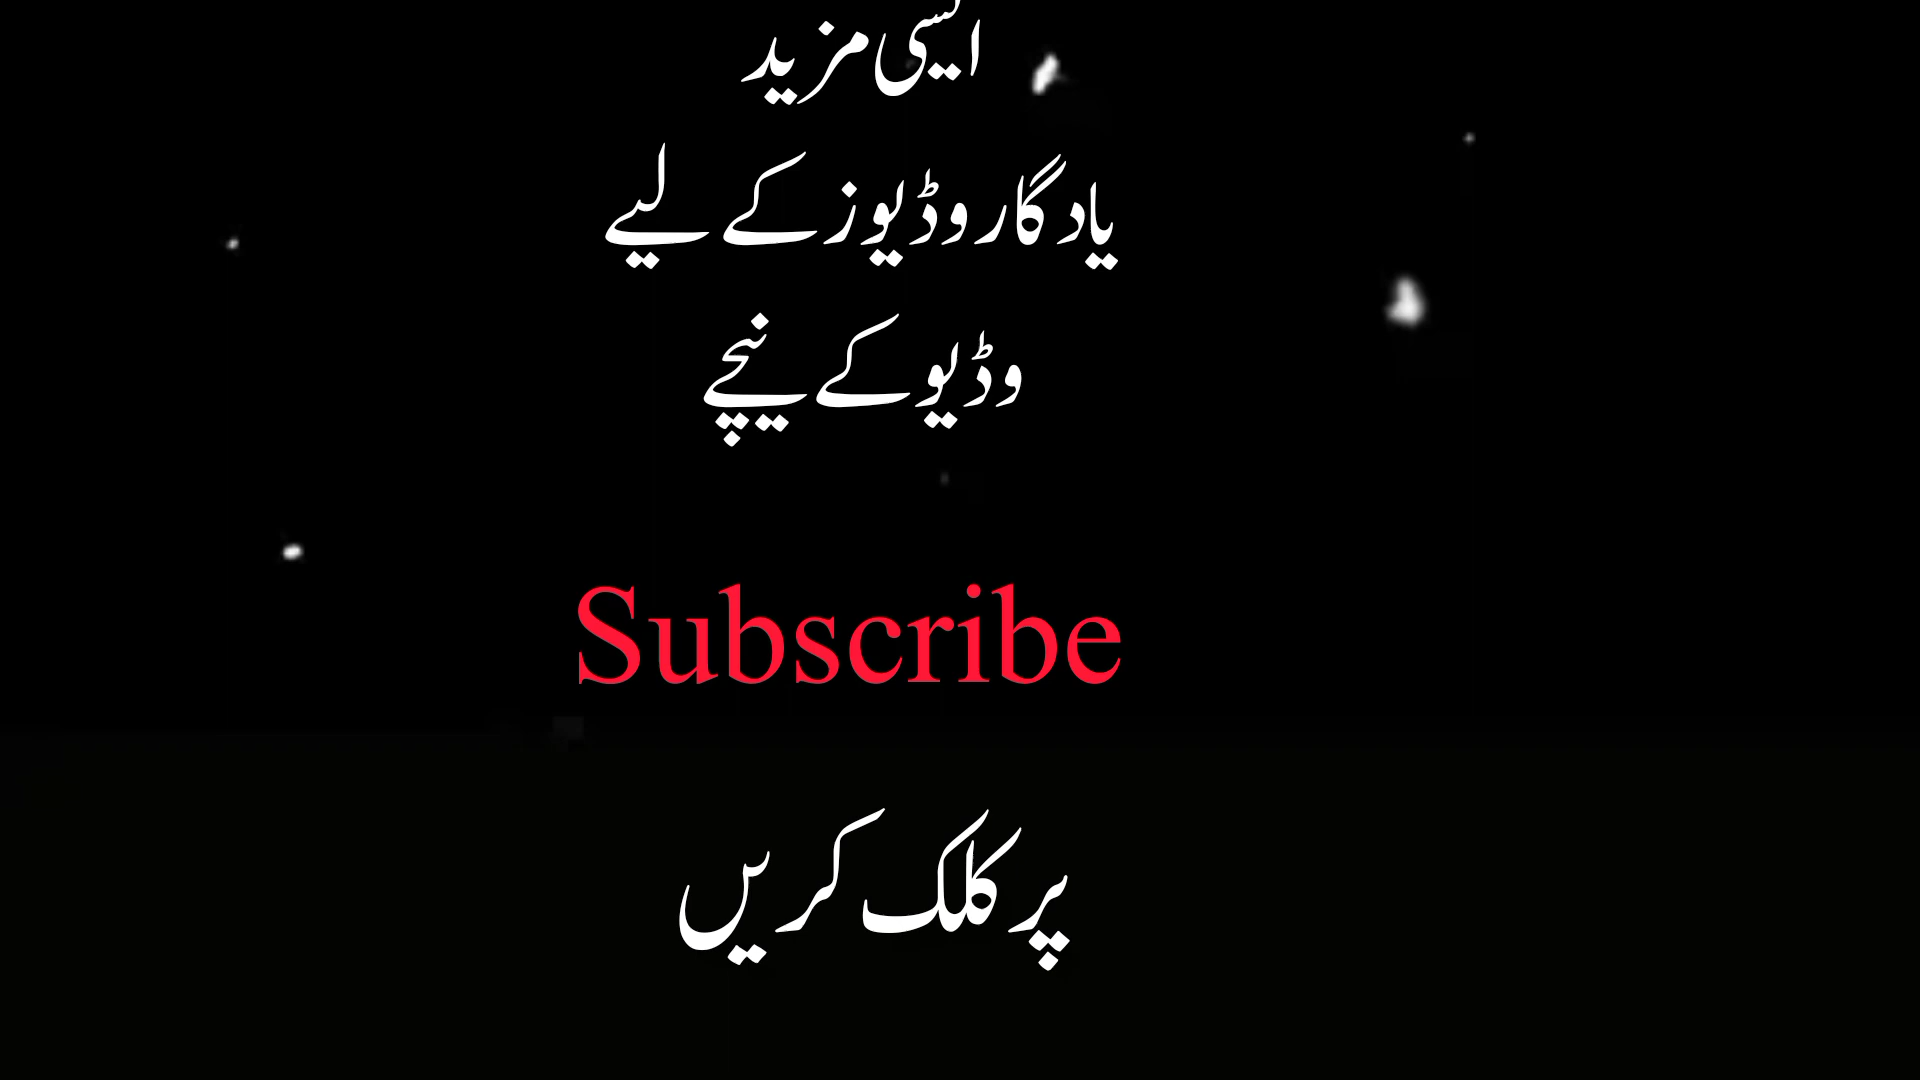 ایسی مزید
یادگار وڈیوز کے لیے
وڈیو کے نیچے
Subscribe
پر کلک کریں